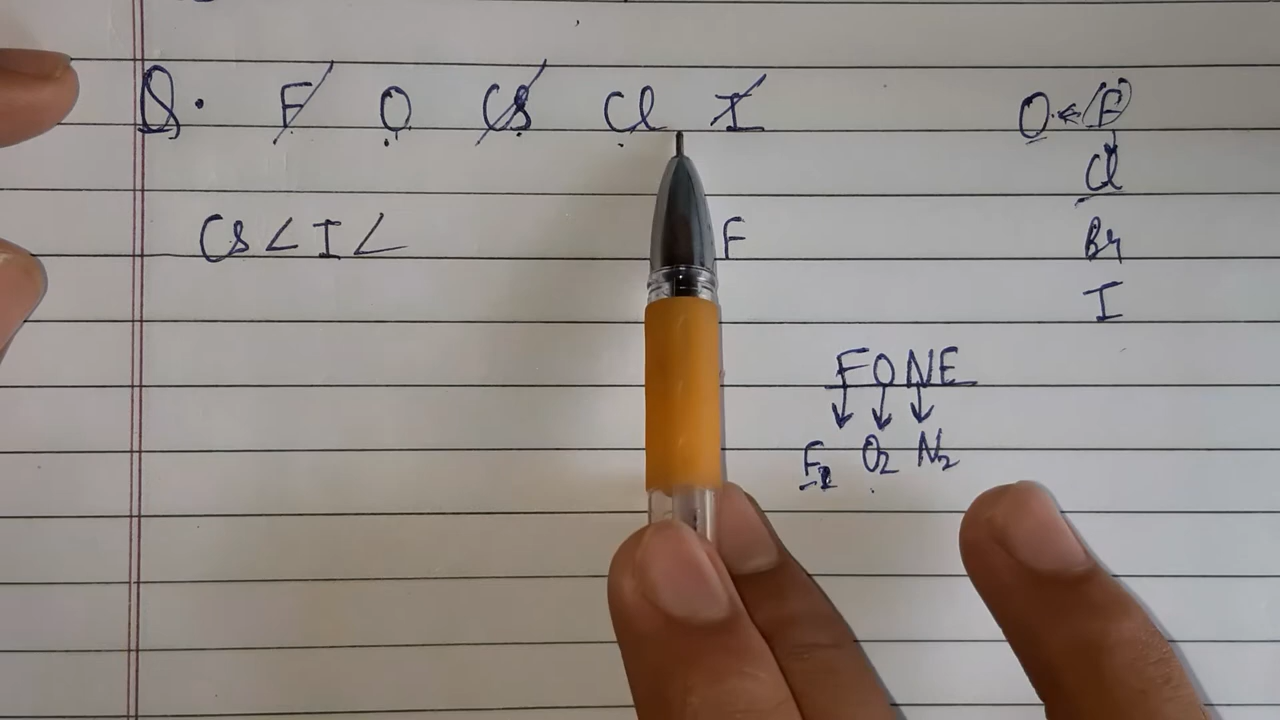 Q. F O Cs Cl I
O ← F
Cl
Cs < I < F
Br
I
FONE
F2 O2 N2